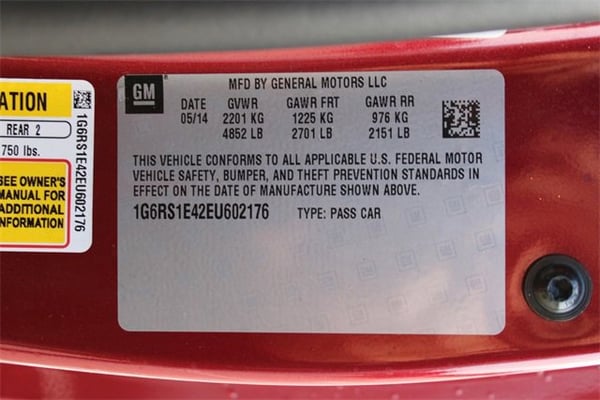 GM
MFD BY GENERAL MOTORS LLC
DATE GVWR GAWR FRT GAWR RR
05/14 2201 KG 1225 KG 976 KG
4852 LB 2701 LB 2151 LB
THIS VEHICLE CONFORMS TO ALL APPLICABLE U.S. FEDERAL MOTOR
VEHICLE SAFETY, BUMPER, AND THEFT PREVENTION STANDARDS IN
EFFECT ON THE DATE OF MANUFACTURE SHOWN ABOVE.
1G6RS1E42EU602176 TYPE: PASS CAR
ATION
REAR 2
750 lbs.
SEE OWNER'S
MANUAL FOR
ADDITIONAL
INFORMATION
1G6RS1E42EU602176